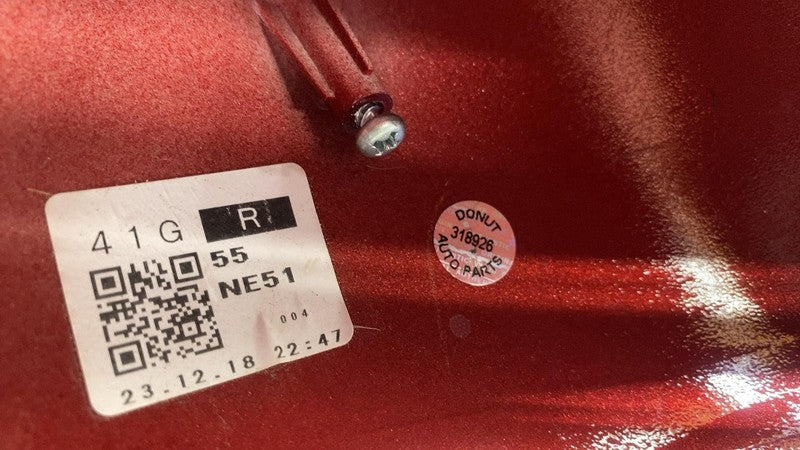 41G R
55
NE51
004
23.12.18 22:47
DONUT
318926
AUTO PARTS